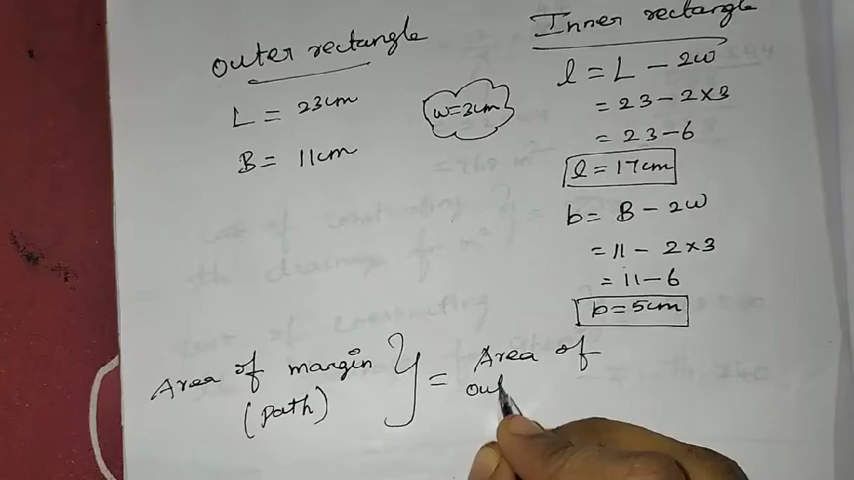 outer rectangle
L = 23cm
B = 11cm
w=3cm
Inner rectangle
l = L - 2w
= 23 - 2×3
= 23-6
l = 17cm
b = B - 2w
= 11 - 2×3
= 11-6
b = 5cm
Area of margin } = Area of
(path) ou